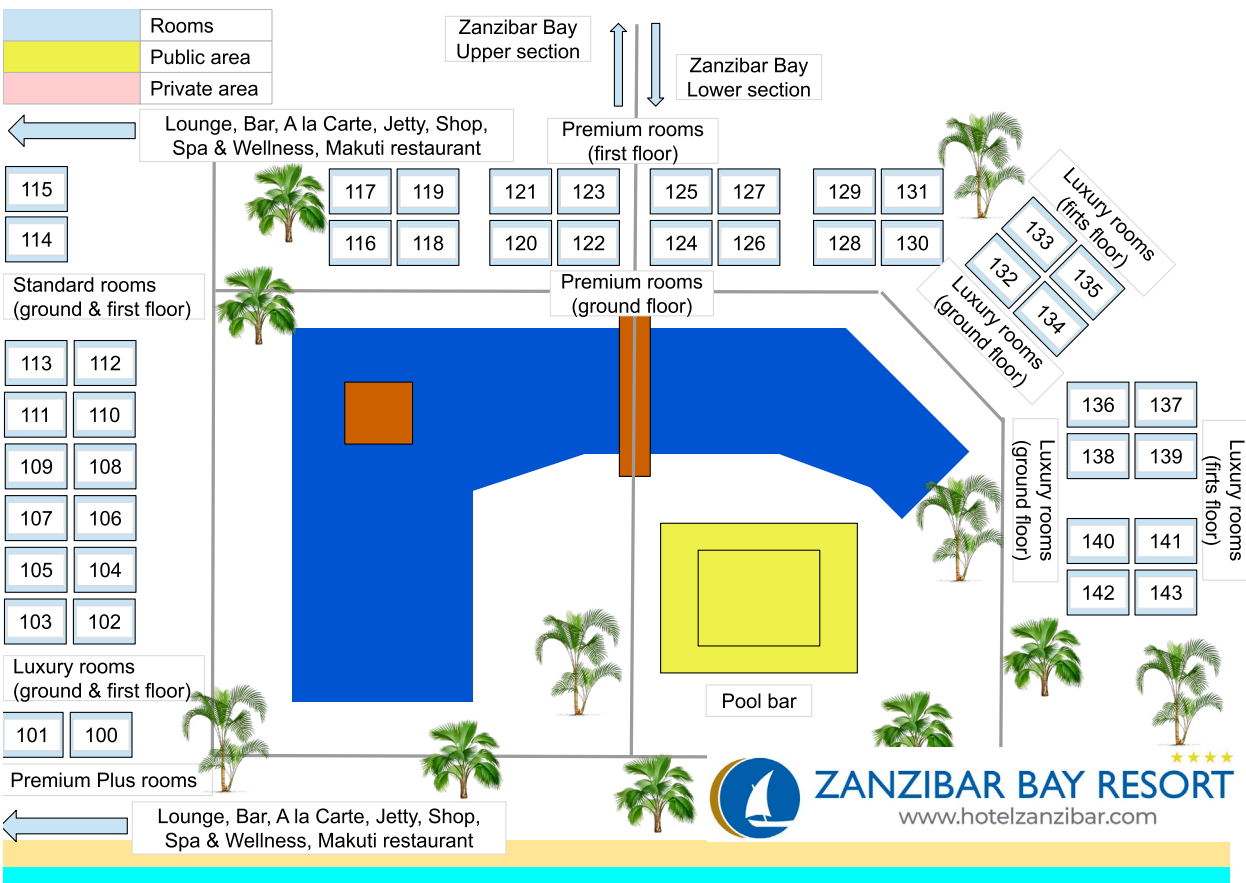 Rooms
Public area
Private area
Zanzibar Bay
Upper section
Zanzibar Bay
Lower section
Lounge, Bar, A la Carte, Jetty, Shop,
Spa & Wellness, Makuti restaurant
Premium rooms
(first floor)
115
114
117 119 121 123 125 127 129 131
116 118 120 122 124 126 128 130
Luxury rooms
(firts floor)
133
135
132
134
Luxury rooms
(ground floor)
Standard rooms
(ground & first floor)
Premium rooms
(ground floor)
113 112
111 110
109 108
107 106
105 104
103 102
136 137
138 139
140 141
142 143
Luxury rooms
(ground floor)
Luxury rooms
(firts floor)
Luxury rooms
(ground & first floor)
101 100
Premium Plus rooms
Pool bar
Lounge, Bar, A la Carte, Jetty, Shop,
Spa & Wellness, Makuti restaurant
ZANZIBAR BAY RESORT
www.hotelzanzibar.com